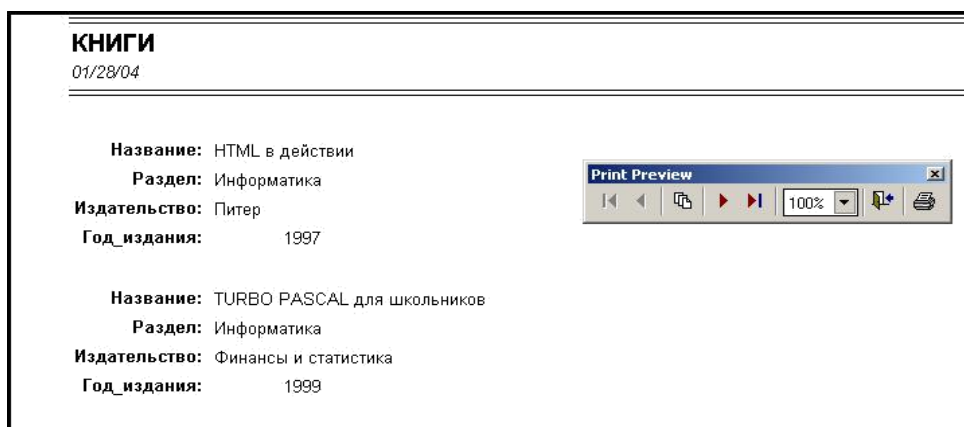 КНИГИ
01/28/04
Название: HTML в действии
Раздел: Информатика
Издательство: Питер
Год_издания: 1997
Print Preview
100%
Название: TURBO PASCAL для школьников
Раздел: Информатика
Издательство: Финансы и статистика
Год_издания: 1999